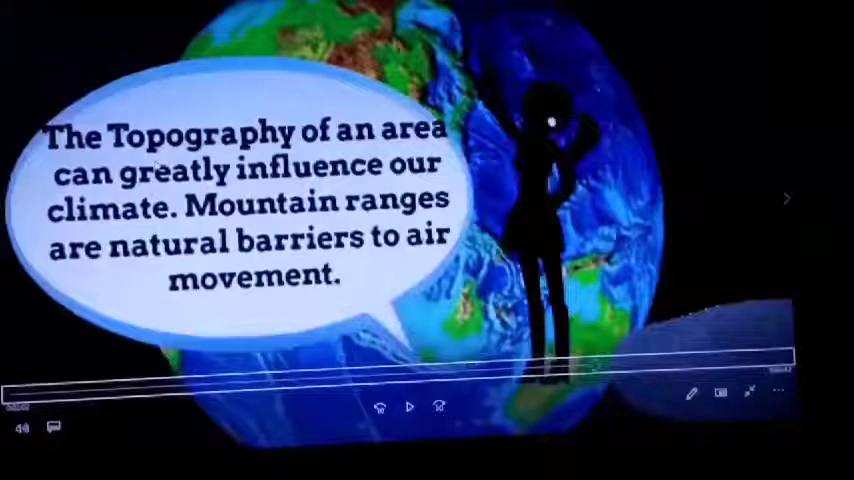 The Topography of an area
can greatly influence our
climate. Mountain ranges
are natural barriers to air
movement.